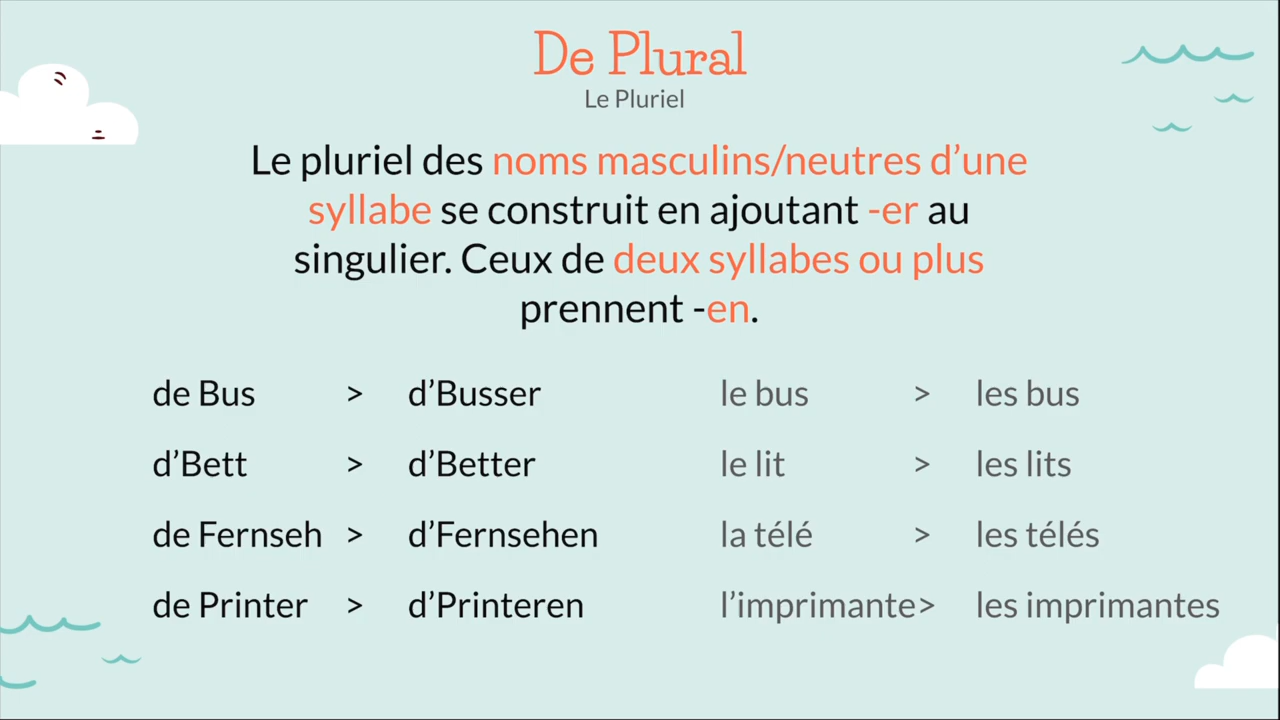 De Plural
Le Pluriel
Le pluriel des noms masculins/neutres d’une
syllabe se construit en ajoutant -er au
singulier. Ceux de deux syllabes ou plus
prennent -en.
de Bus > d’Busser le bus > les bus
d’Bett > d’Better le lit > les lits
de Fernseh > d’Fernsehen la télé > les télés
de Printer > d’Printeren l’imprimante> les imprimantes